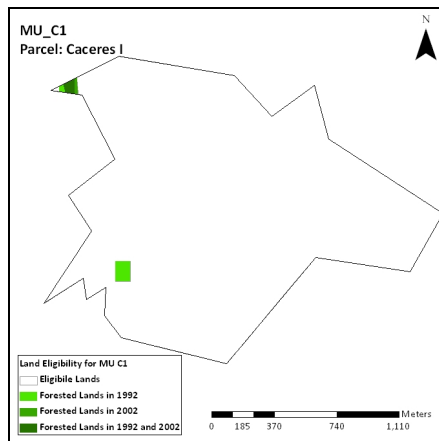 MU_C1
Parcel: Caceres I
N
Land Eligibility for MU C1
Eligibile Lands
Forested Lands in 1992
Forested Lands in 2002
Forested Lands in 1992 and 2002
Meters
0 185 370 740 1,110